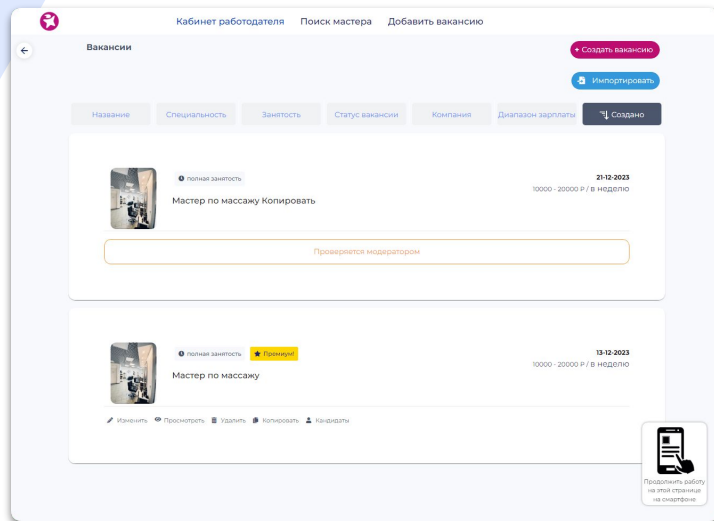 Кабинет работодателя Поиск мастера Добавить вакансию
Вакансии
+ Создать вакансию
Импортировать
Название Специальность Занятость Статус вакансии Компания Диапазон зарплаты Создано
полная занятость
21-12-2023
10000 - 20000 Р / в неделю
Мастер по массажу Копировать
Проверяется модератором
полная занятость Премиум!
13-12-2023
10000 - 20000 Р / в неделю
Мастер по массажу
Изменить Просмотреть Удалить Копировать Кандидаты
Продолжить работу
на этой странице
на смартфоне